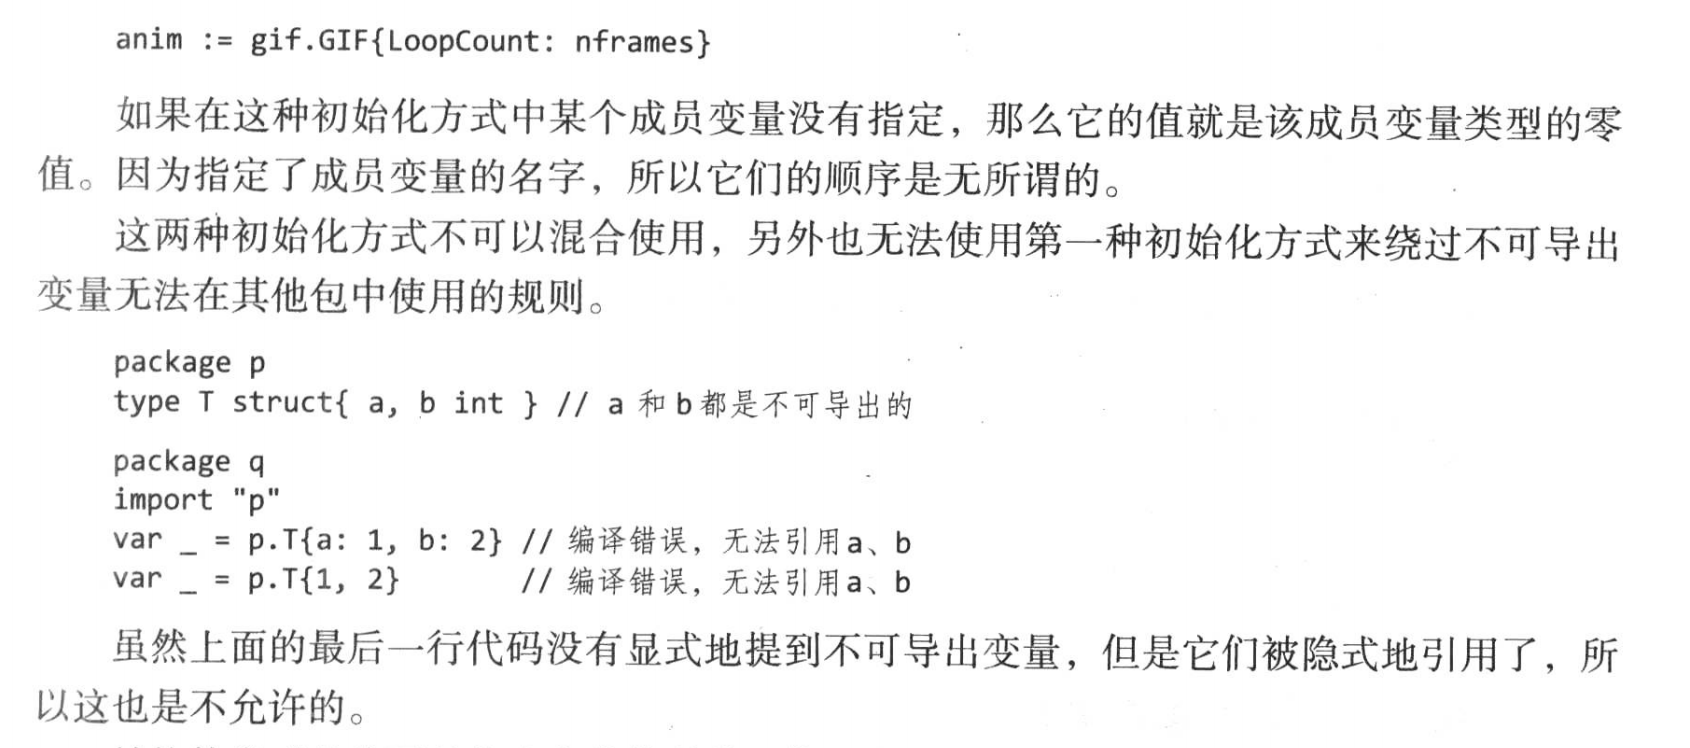 anim := gif.GIF{LoopCount: nframes}
如果在这种初始化方式中某个成员变量没有指定，那么它的值就是该成员变量类型的零
值。因为指定了成员变量的名字，所以它们的顺序是无所谓的。
这两种初始化方式不可以混合使用，另外也无法使用第一种初始化方式来绕过不可导出
变量无法在其他包中使用的规则。
package p
type T struct{ a, b int } // a 和 b 都是不可导出的
package q
import "p"
var _ = p.T{a: 1, b: 2} // 编译错误，无法引用 a、b
var _ = p.T{1, 2}       // 编译错误，无法引用 a、b
虽然上面的最后一行代码没有显式地提到不可导出变量，但是它们被隐式地引用了，所
以这也是不允许的。